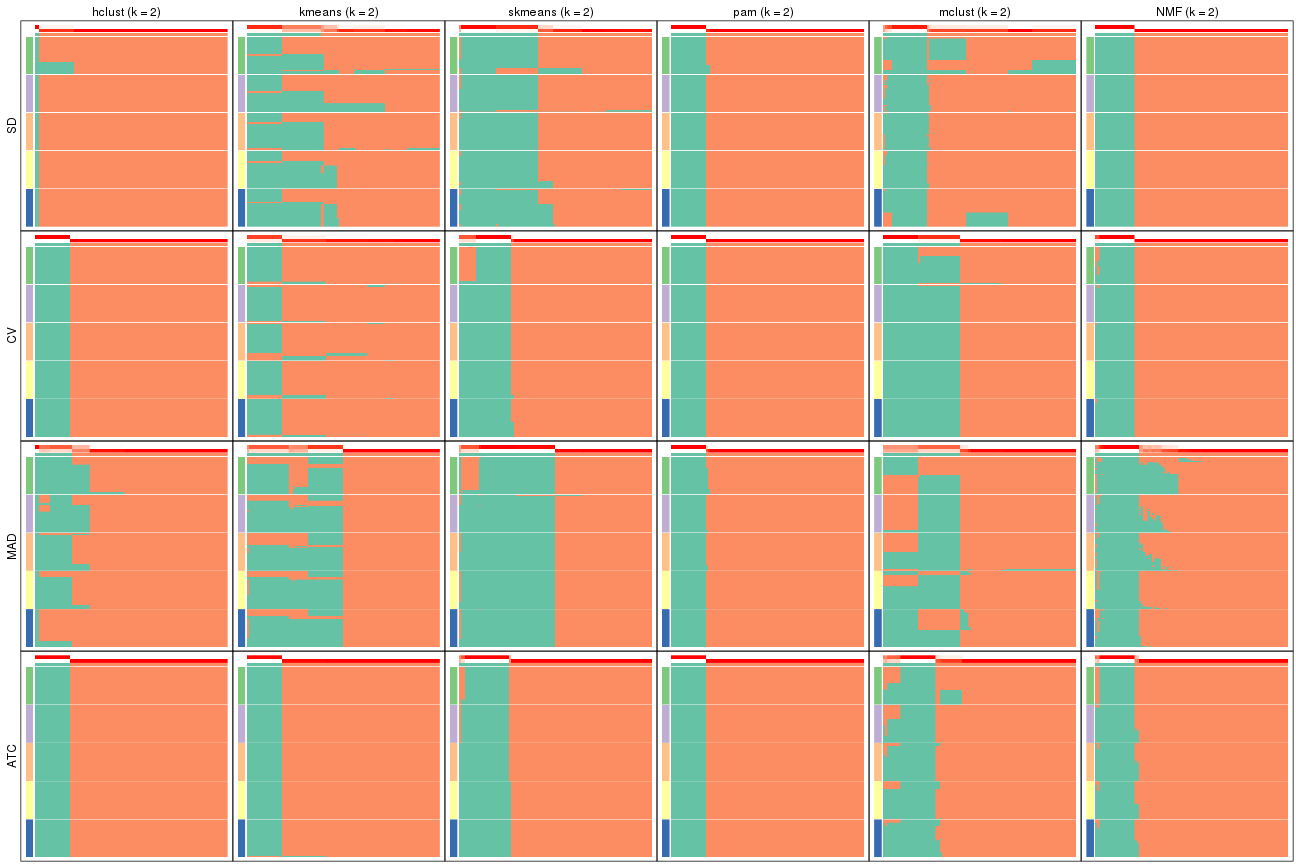 hclust (k = 2) kmeans (k = 2) skmeans (k = 2) pam (k = 2) mclust (k = 2) NMF (k = 2)
SD
CV
MAD
ATC